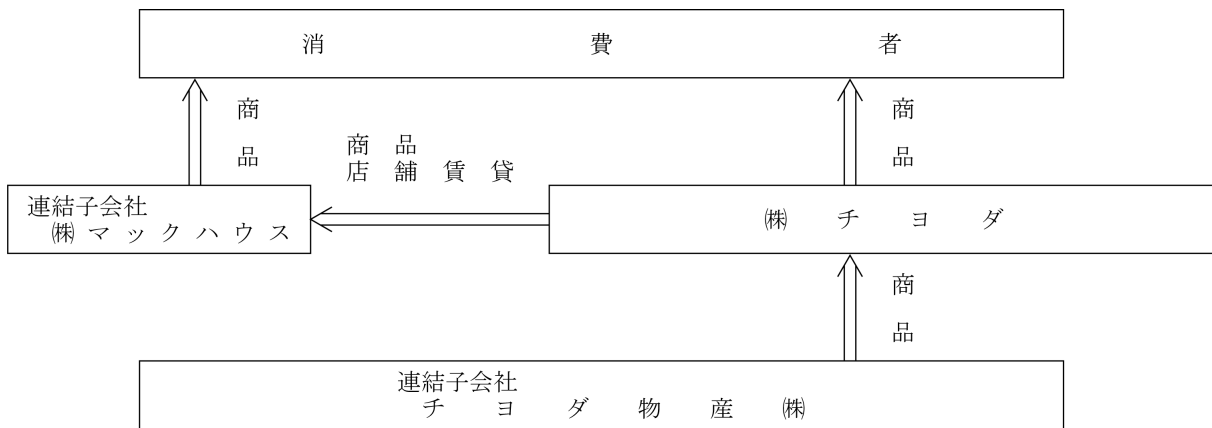 消費者
商品
商品
商品
店舗賃貸
連結子会社
㈱マックハウス
㈱チヨダ
商品
連結子会社
チヨダ物産㈱